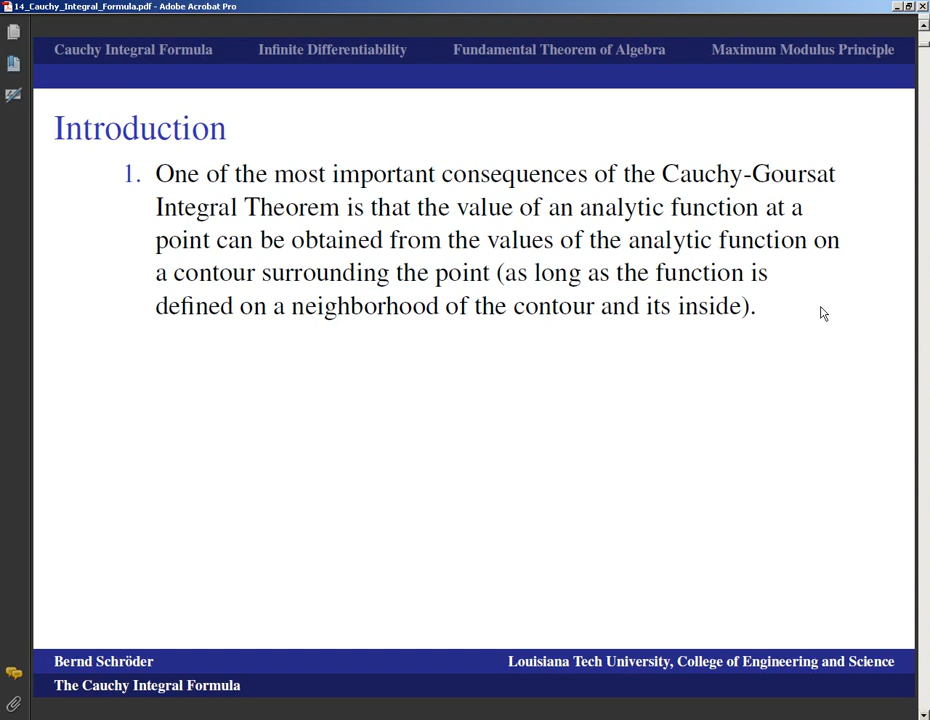 14_Cauchy_Integral_Formula.pdf - Adobe Acrobat Pro
Cauchy Integral Formula Infinite Differentiability Fundamental Theorem of Algebra Maximum Modulus Principle
Introduction
1. One of the most important consequences of the Cauchy-Goursat
Integral Theorem is that the value of an analytic function at a
point can be obtained from the values of the analytic function on
a contour surrounding the point (as long as the function is
defined on a neighborhood of the contour and its inside).
Bernd Schröder Louisiana Tech University, College of Engineering and Science
The Cauchy Integral Formula